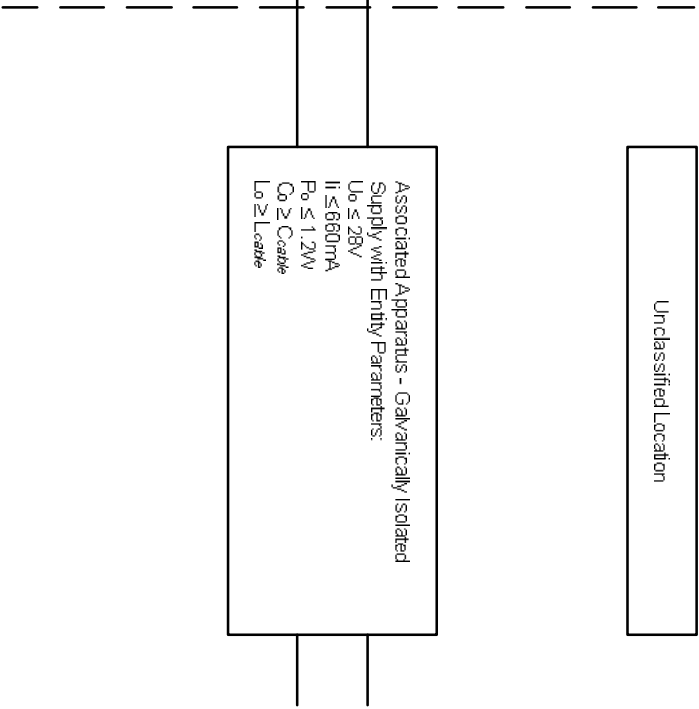 Associated Apparatus - Galvanically Isolated
Supply with Entity Parameters:
Uo ≤ 28V
Ii ≤660mA
Po ≤ 1.2W
Co ≥ Ccable
Lo ≥ Lcable
Unclassified Location